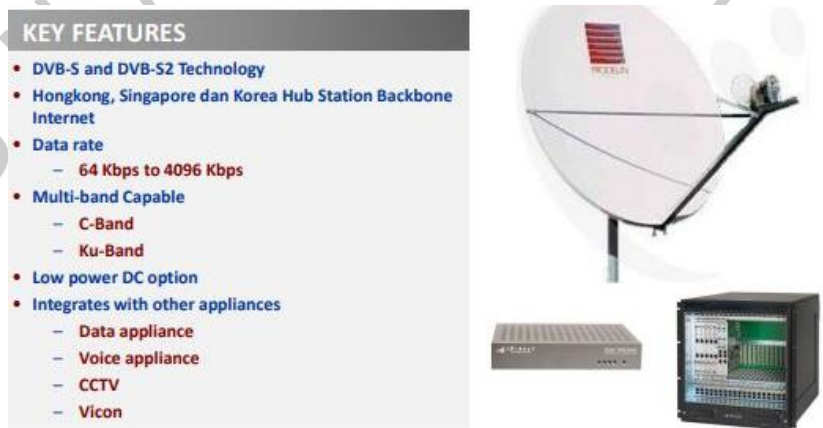 KEY FEATURES
• DVB-S and DVB-S2 Technology
• Hongkong, Singapore dan Korea Hub Station Backbone
Internet
• Data rate
– 64 Kbps to 4096 Kbps
• Multi-band Capable
– C-Band
– Ku-Band
• Low power DC option
• Integrates with other appliances
– Data appliance
– Voice appliance
– CCTV
– Vicon
PRODELIN